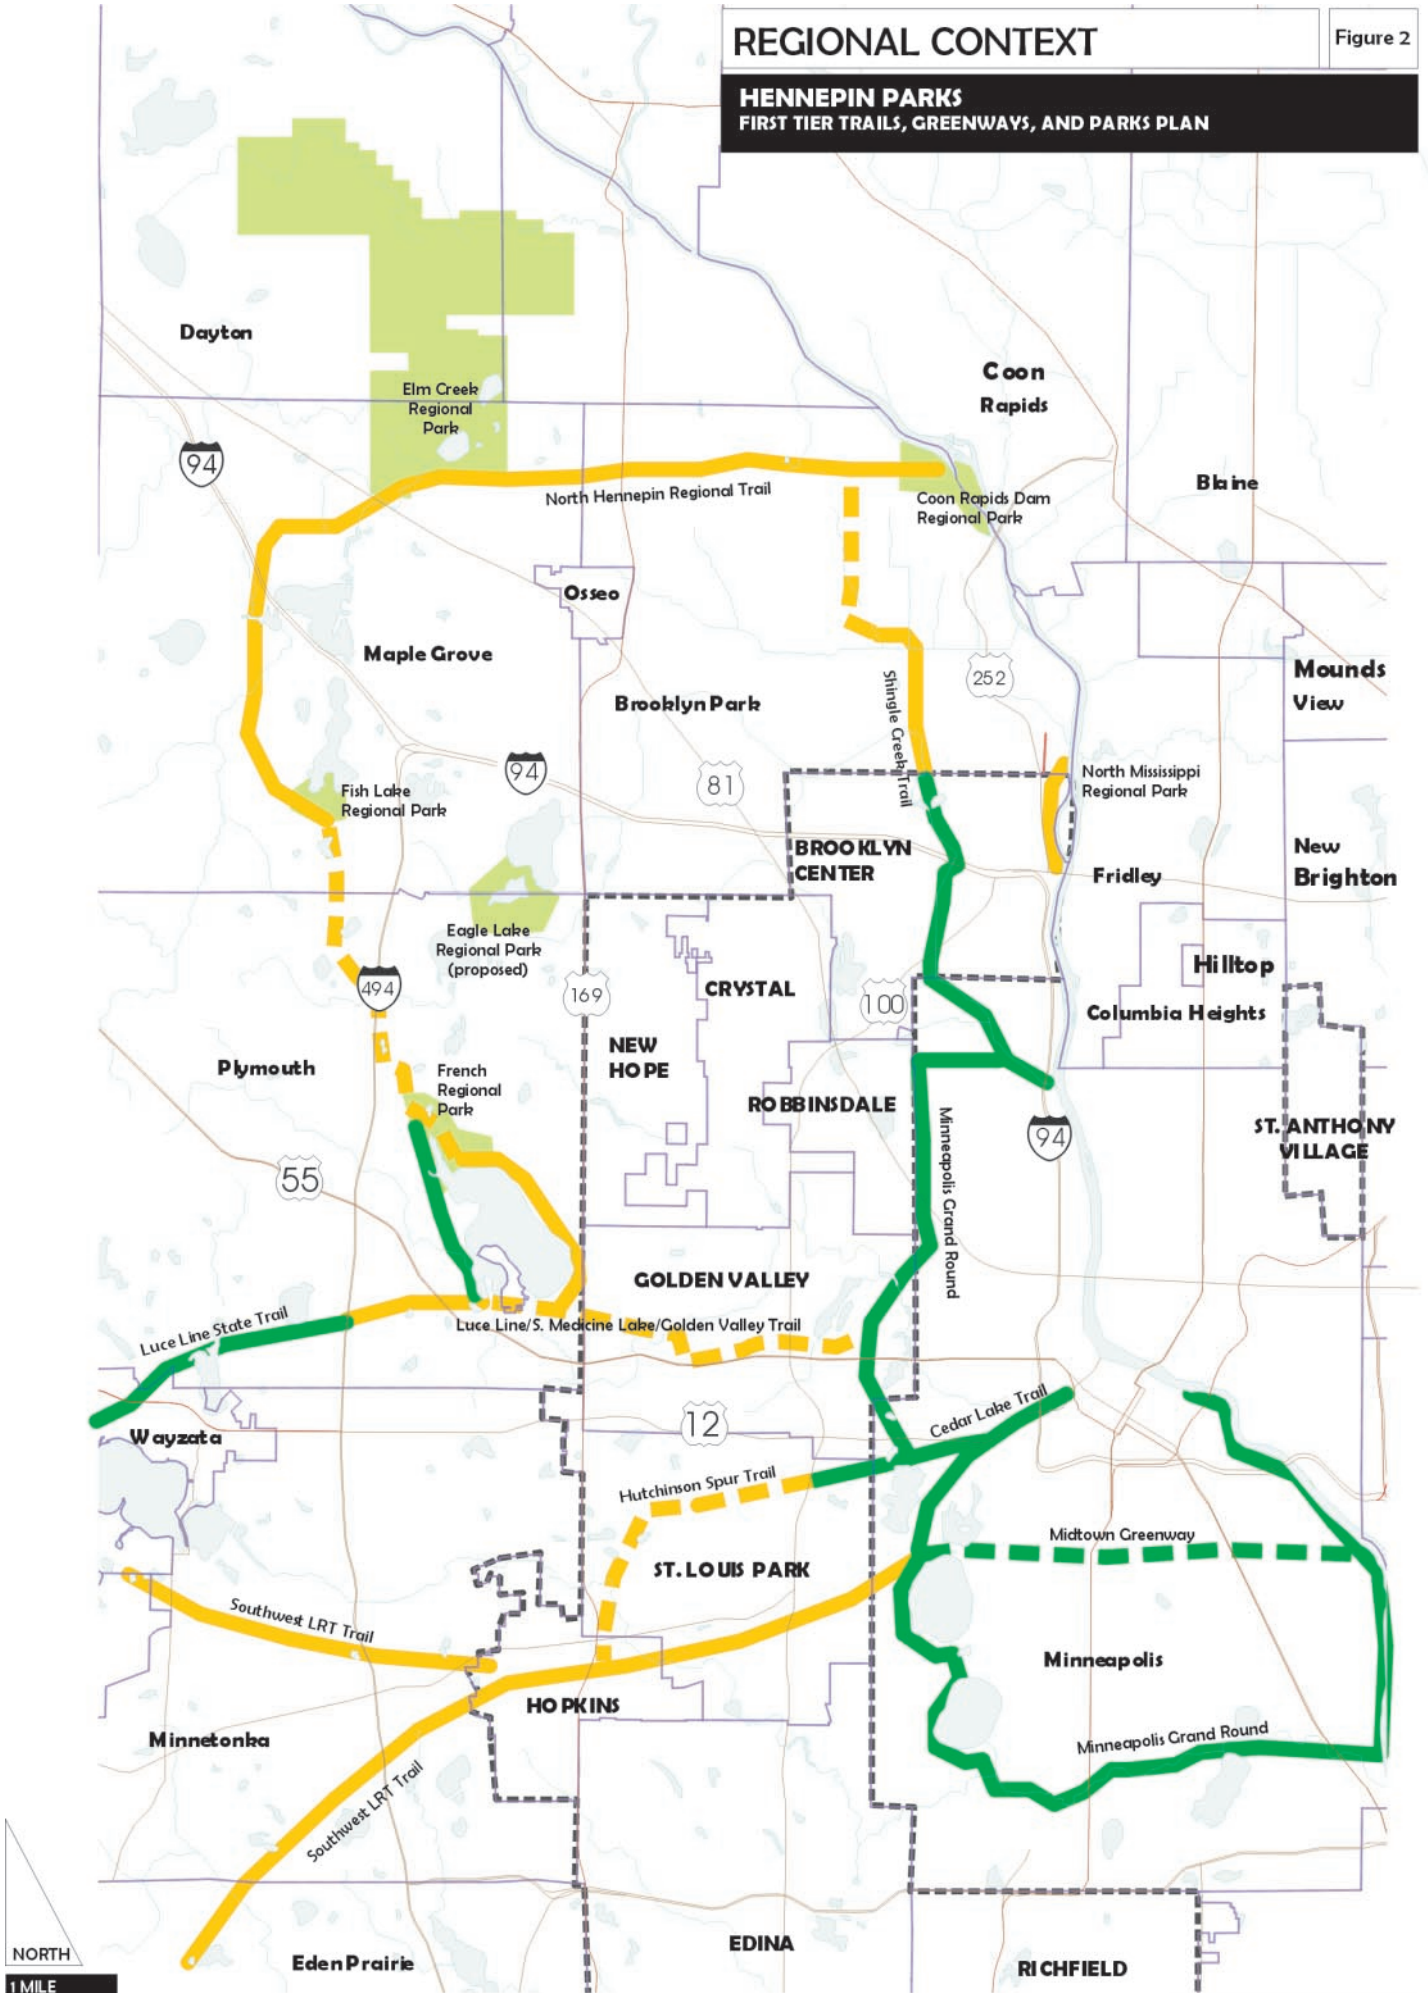 REGIONAL CONTEXT
Figure 2
HENNEPIN PARKS
FIRST TIER TRAILS, GREENWAYS, AND PARKS PLAN
Dayton
Coon
Rapids
Elm Creek
Regional
Park
94
Blaine
North Hennepin Regional Trail
Coon Rapids Dam
Regional Park
Osseo
Maple Grove
252
Mounds
View
Brooklyn Park
Shingle Creek Trail
94
81
North Mississippi
Regional Park
Fish Lake
Regional Park
BROOKLYN
CENTER
New
Brighton
Fridley
Eagle Lake
Regional Park
(proposed)
494
169
CRYSTAL
100
Hilltop
Columbia Heights
NEW
HOPE
Plymouth
French
Regional
Park
ROBBINSDALE
Minneapolis Grand Round
94
ST. ANTHONY
VILLAGE
55
GOLDEN VALLEY
Luce Line State Trail
Luce Line/S. Medicine Lake/Golden Valley Trail
Wayzata
12
Cedar Lake Trail
Hutchinson Spur Trail
Midtown Greenway
ST. LOUIS PARK
Southwest LRT Trail
Minneapolis
HOPKINS
Minnetonka
Minneapolis Grand Round
Southwest LRT Trail
NORTH
1 MILE
Eden Prairie
EDINA
RICHFIELD